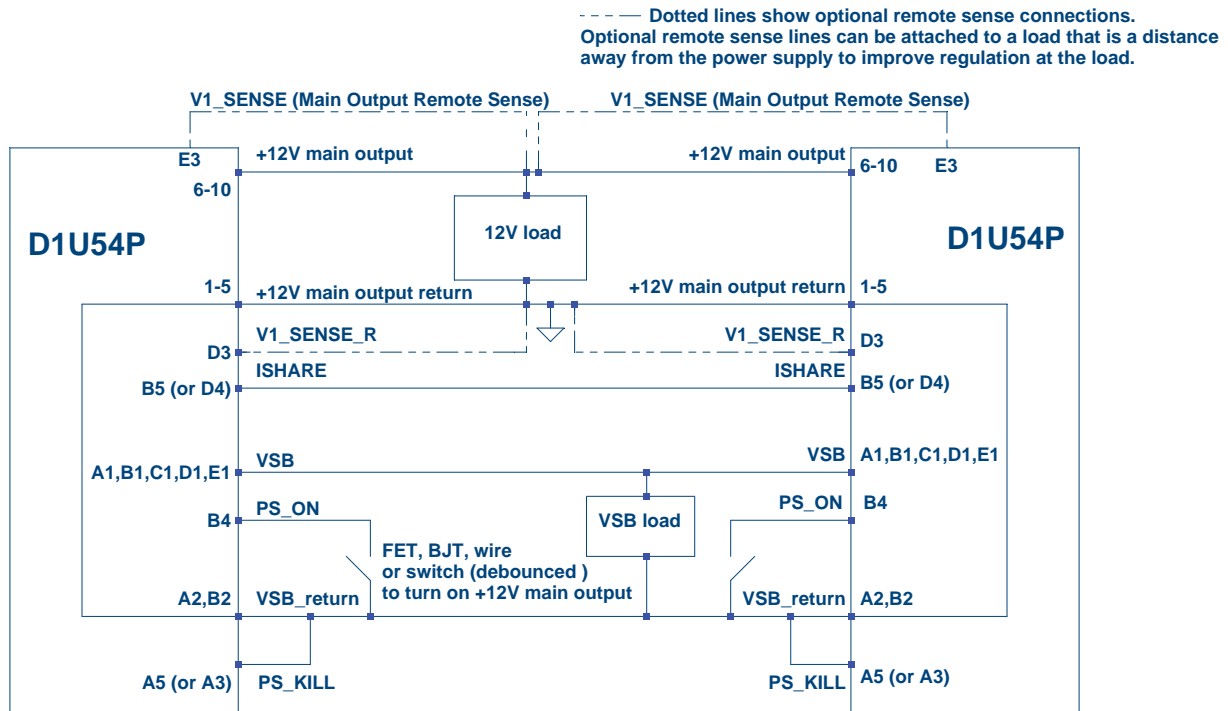 Dotted lines show optional remote sense connections.
Optional remote sense lines can be attached to a load that is a distance
away from the power supply to improve regulation at the load.
V1_SENSE (Main Output Remote Sense)
V1_SENSE (Main Output Remote Sense)
E3
+12V main output
+12V main output
6-10
E3
6-10
D1U54P
12V load
D1U54P
1-5
+12V main output return
+12V main output return
1-5
V1_SENSE_R
V1_SENSE_R
D3
D3
ISHARE
ISHARE
B5 (or D4)
B5 (or D4)
VSB
VSB
A1,B1,C1,D1,E1
A1,B1,C1,D1,E1
PS_ON
PS_ON
B4
B4
VSB load
FET, BJT, wire
or switch (debounced )
to turn on +12V main output
A2,B2
VSB_return
VSB_return
A2,B2
A5 (or A3)
PS_KILL
PS_KILL
A5 (or A3)